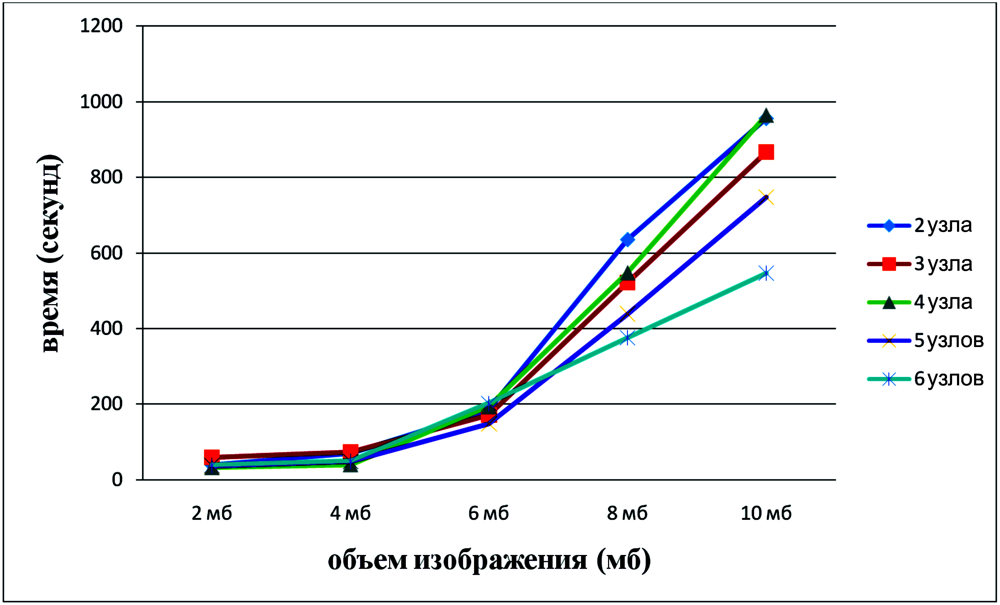 1200
1000
800
600
400
200
0
время (секунд)
2 мб
4 мб
6 мб
8 мб
10 мб
объем изображения (мб)
2 узла
3 узла
4 узла
5 узлов
6 узлов